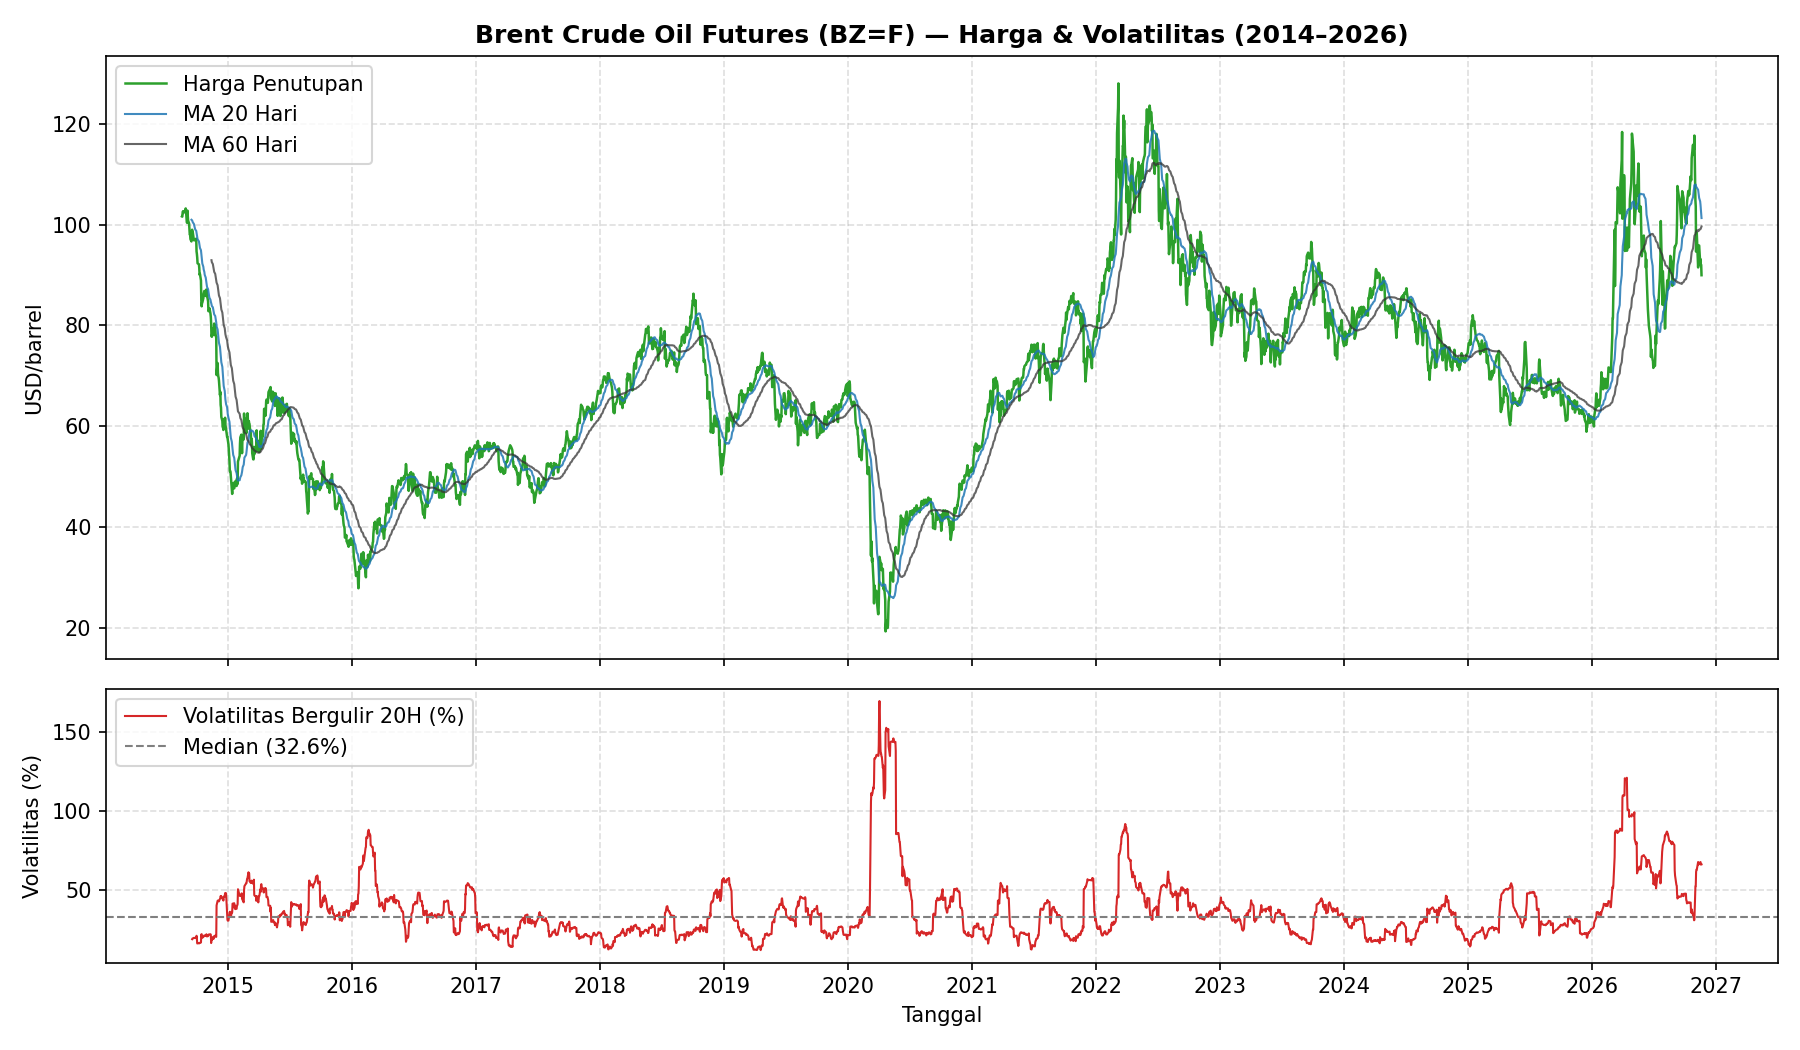 Brent Crude Oil Futures (BZ=F) — Harga & Volatilitas (2014–2026)
Harga Penutupan
MA 20 Hari
MA 60 Hari
USD/barrel
120
100
80
60
40
20
Volatilitas Bergulir 20H (%)
Median (32.6%)
Volatilitas (%)
150
100
50
2015 2016 2017 2018 2019 2020 2021 2022 2023 2024 2025 2026 2027
Tanggal